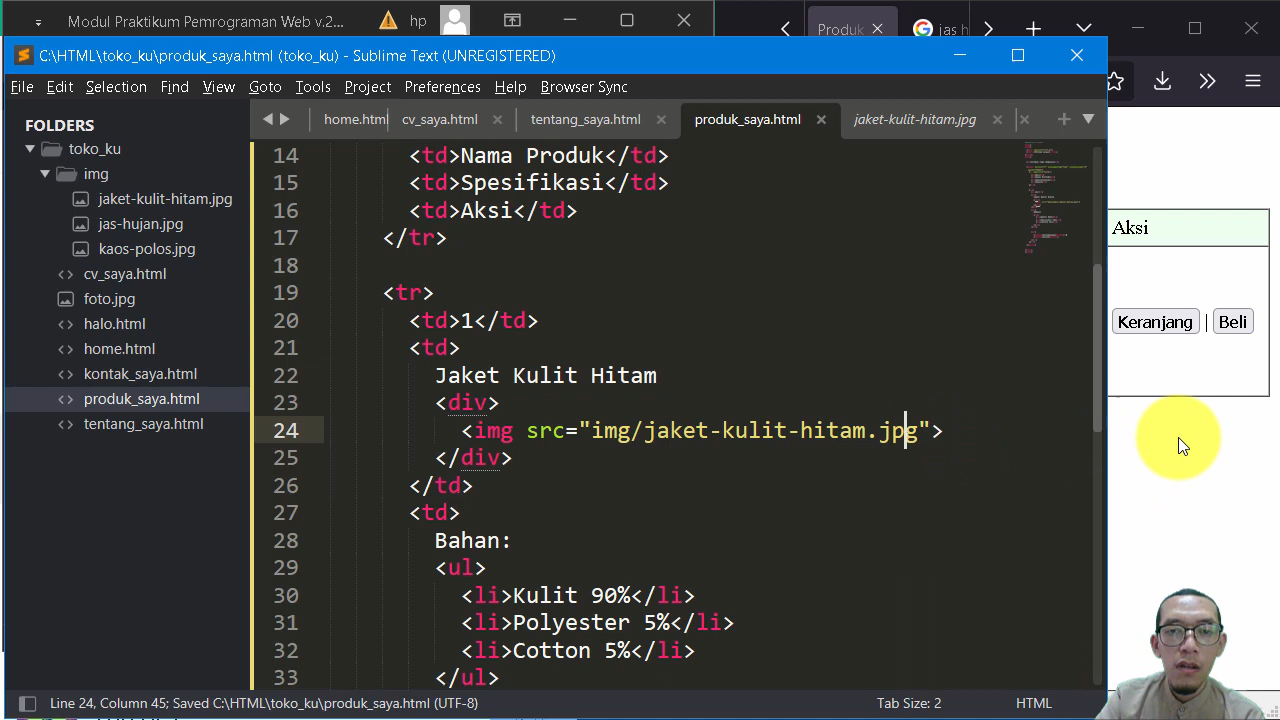 Modul Praktikum Pemrograman Web v.2...
hp
Produk
jas h
C:\HTML\toko_ku\produk_saya.html (toko_ku) - Sublime Text (UNREGISTERED)
File Edit Selection Find View Goto Tools Project Preferences Help Browser Sync
FOLDERS
toko_ku
img
jaket-kulit-hitam.jpg
jas-hujan.jpg
kaos-polos.jpg
cv_saya.html
foto.jpg
halo.html
home.html
kontak_saya.html
produk_saya.html
tentang_saya.html
home.html cv_saya.html tentang_saya.html produk_saya.html jaket-kulit-hitam.jpg
14 <td>Nama Produk</td>
15 <td>Spesifikasi</td>
16 <td>Aksi</td>
17 </tr>
18
19 <tr>
20 <td>1</td>
21 <td>
22 Jaket Kulit Hitam
23 <div>
24 <img src="img/jaket-kulit-hitam.jpg">
25 </div>
26 </td>
27 <td>
28 Bahan:
29 <ul>
30 <li>Kulit 90%</li>
31 <li>Polyester 5%</li>
32 <li>Cotton 5%</li>
33 </ul>
Aksi
Keranjang | Beli
Line 24, Column 45; Saved C:\HTML\toko_ku\produk_saya.html (UTF-8)
Tab Size: 2
HTML